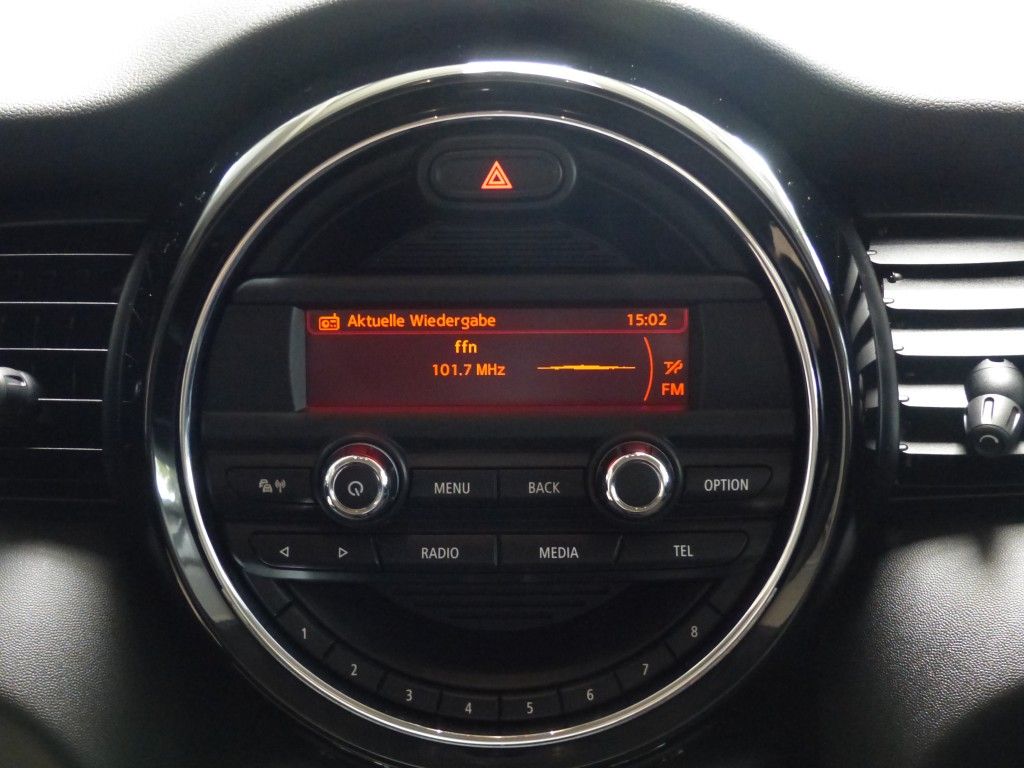 Aktuelle Wiedergabe 15:02
ffn
101.7 MHz
TP
FM
MENU BACK OPTION
RADIO MEDIA TEL
1 2 3 4 5 6 7 8